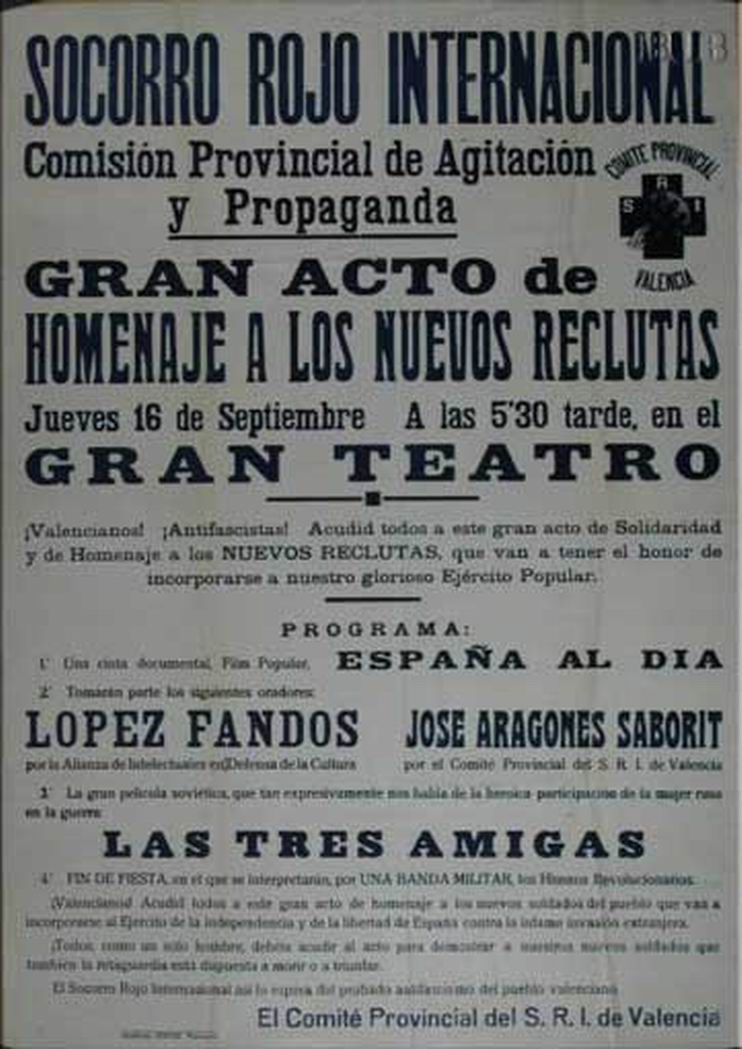 SOCORRO ROJO INTERNACIONAL
Comisión Provincial de Agitación
y Propaganda
COMITE PROVINCIAL
S R I
VALENCIA
GRAN ACTO de
HOMENAJE A LOS NUEVOS RECLUTAS
Jueves 16 de Septiembre A las 5'30 tarde, en el
GRAN TEATRO
¡Valencianos! ¡Antifascistas! Acudid todos a este gran acto de Solidaridad
y de Homenaje a los NUEVOS RECLUTAS, que van a tener el honor de
incorporarse a nuestro glorioso Ejército Popular.
PROGRAMA:
1.º Una cinta documental, Film Popular, ESPAÑA AL DIA
2.º Tomarán parte los siguientes oradores:
LOPEZ FANDOS JOSE ARAGONES SABORIT
por la Alianza de Intelectuales en Defensa de la Cultura por el Comité Provincial del S. R. I. de Valencia
3.º La gran película soviética, que tan expresivamente nos habla de la heroica participación de la mujer rusa
en la guerra:
LAS TRES AMIGAS
4.º FIN DE FIESTA, en el que se interpretarán, por UNA BANDA MILITAR, los Himnos Revolucionarios.
¡Valencianos! Acudid todos a este gran acto de homenaje a los nuevos soldados del pueblo que van a
incorporarse al Ejército de la independencia y de la libertad de España contra la infame invasión extranjera.
¡Todos, como un solo hombre, debéis acudir al acto para demostrar a nuestros nuevos soldados que
también la retaguardia está dispuesta a morir o a triunfar.
El Socorro Rojo Internacional así lo espera del probado antifascismo del pueblo valenciano.
El Comité Provincial del S. R. I. de Valencia